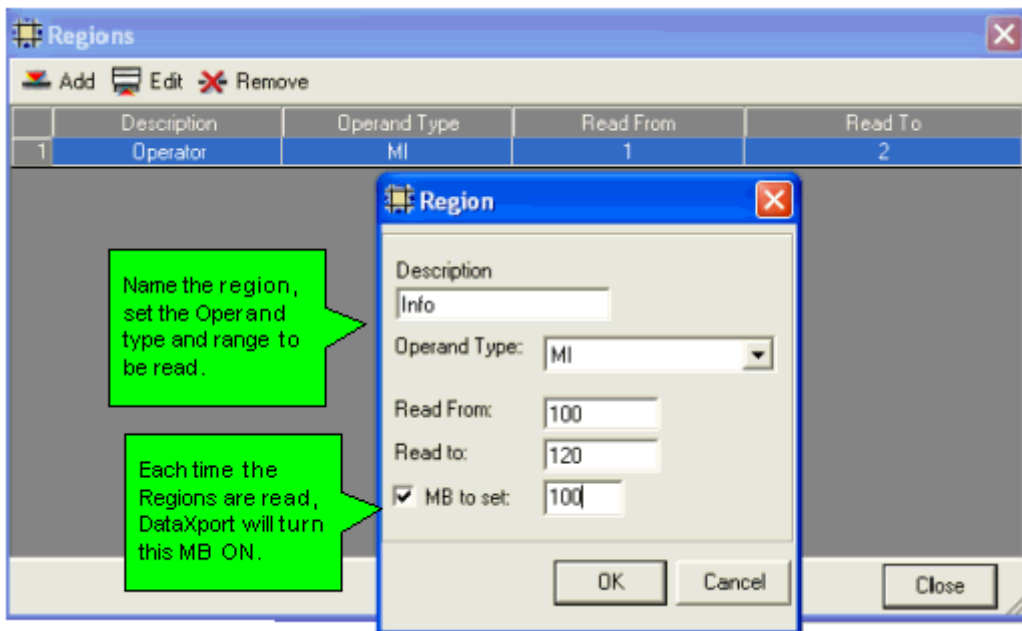 Regions
Add Edit Remove
Description Operand Type Read From Read To
1 Operator MI 1 2
Region
Name the region,
set the Operand
type and range to
be read.
Description
Info
Operand Type: MI
Read From: 100
Read to: 120
MB to set: 100
Each time the
Regions are read,
DataXport will turn
this MB ON.
OK Cancel
Close